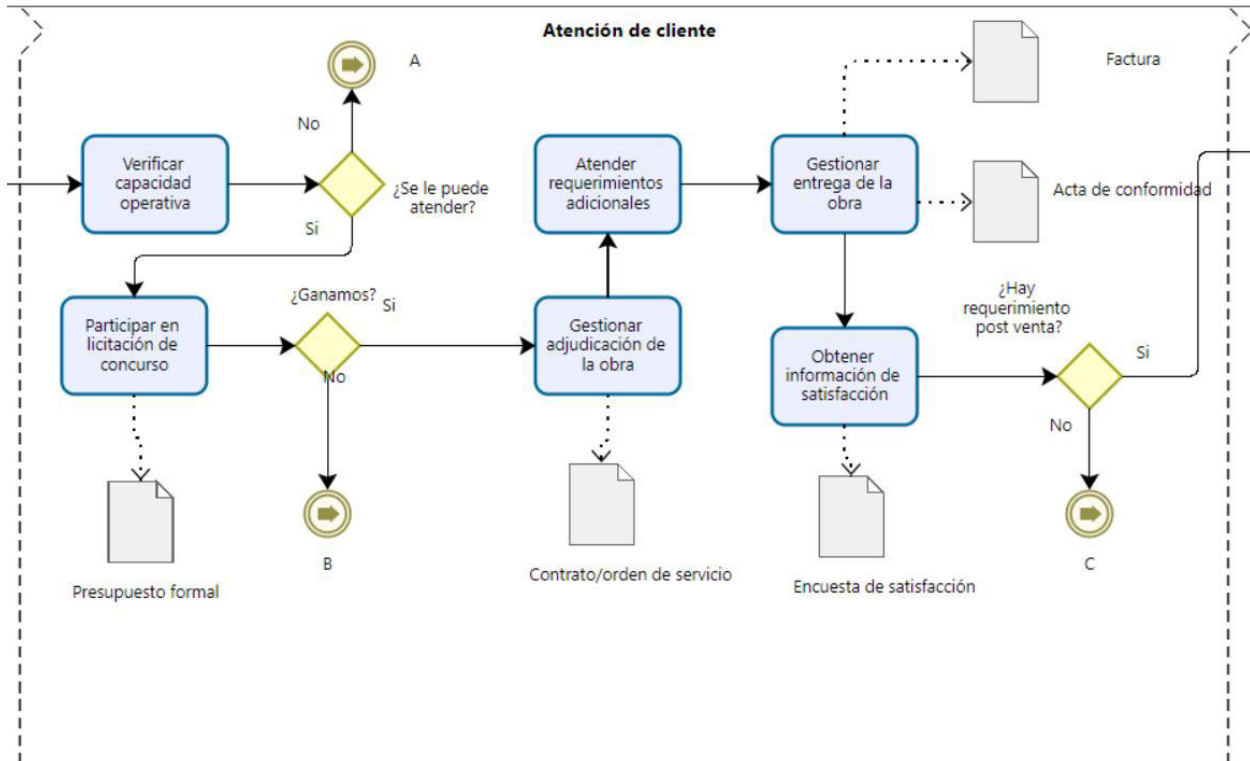 Atención de cliente
A
Factura
No
Verificar
capacidad
operativa
¿Se le puede
atender?
Si
Atender
requerimientos
adicionales
Gestionar
entrega de la
obra
Acta de conformidad
Participar en
licitación de
concurso
¿Ganamos?
Si
No
Gestionar
adjudicación de
la obra
Obtener
información de
satisfacción
¿Hay
requerimiento
post venta?
Si
No
Presupuesto formal
B
Contrato/orden de servicio
Encuesta de satisfacción
C